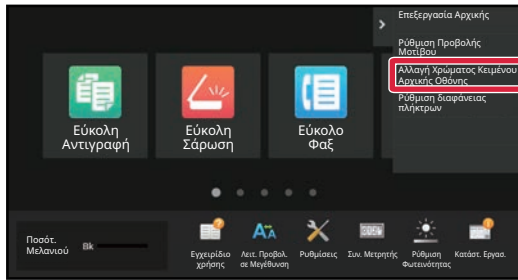 Επεξεργασία Αρχικής
Ρύθμιση Προβολής
Μοτίβου
Αλλαγή Χρώματος Κειμένου
Αρχικής Οθόνης
Ρύθμιση διαφάνειας
πλήκτρων
Εύκολη
Αντιγραφή
Εύκολη
Σάρωση
Εύκολο
Φαξ
Ποσότ.
Μελανιού
Bk
Εγχειρίδιο
χρήσης
Λειτ. Προβολ.
σε Μεγέθυνση
Ρυθμίσεις
Συν. Μετρητής
Ρύθμιση
Φωτεινότητας
Κατάστ. Εργασ.